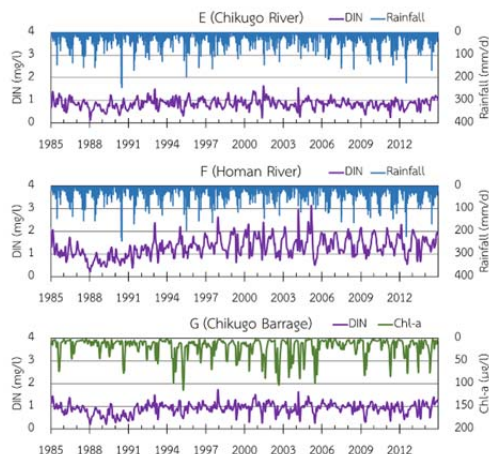 E (Chikugo River)
DIN Rainfall
DIN (mg/l)
4
3
2
1
0
Rainfall (mm/d)
0
100
200
300
400
1985 1988 1991 1994 1997 2000 2003 2006 2009 2012
F (Homan River)
DIN Rainfall
DIN (mg/l)
4
3
2
1
0
Rainfall (mm/d)
0
100
200
300
400
1985 1988 1991 1994 1997 2000 2003 2006 2009 2012
G (Chikugo Barrage)
DIN Chl-a
DIN (mg/l)
4
3
2
1
0
Chl-a (µg/l)
0
50
100
150
200
1985 1988 1991 1994 1997 2000 2003 2006 2009 2012